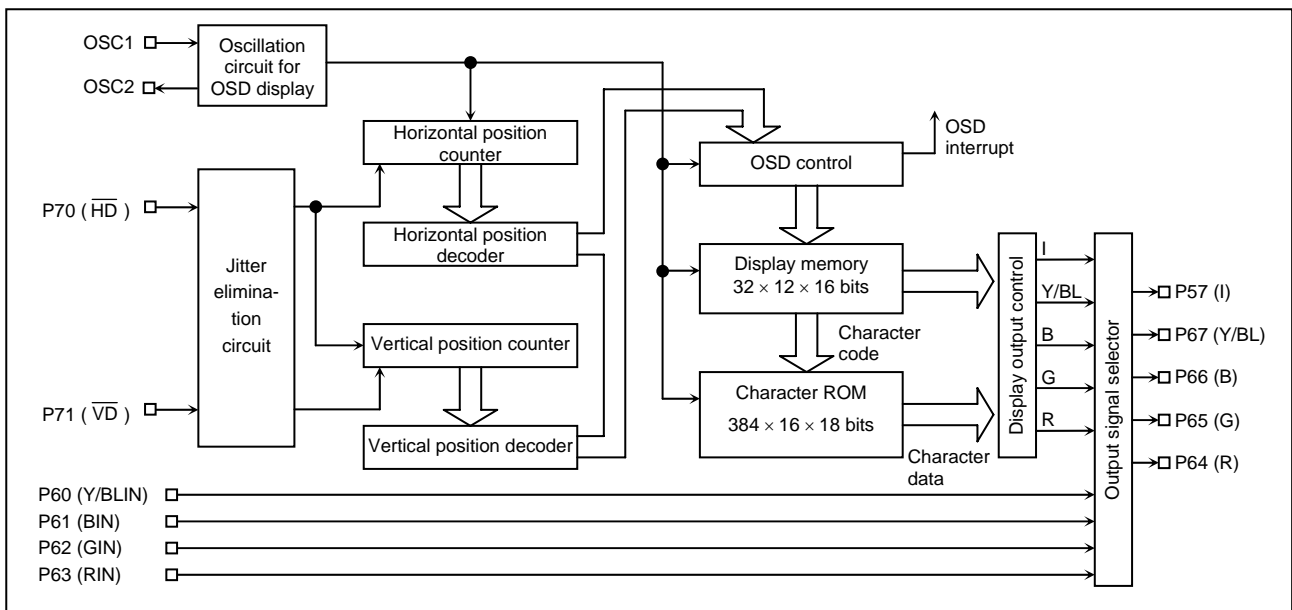 OSC1
OSC2
Oscillation
circuit for
OSD display
Horizontal position
counter
OSD control
OSD
interrupt
P70 ( HD )
Jitter
elimina-
tion
circuit
Horizontal position
decoder
Display memory
32 × 12 × 16 bits
Character
code
Vertical position counter
Character ROM
384 × 16 × 18 bits
Character
data
P71 ( VD )
Vertical position decoder
Display output control
I
Y/BL
B
G
R
Output signal selector
P57 (I)
P67 (Y/BL)
P66 (B)
P65 (G)
P64 (R)
P60 (Y/BLIN)
P61 (BIN)
P62 (GIN)
P63 (RIN)